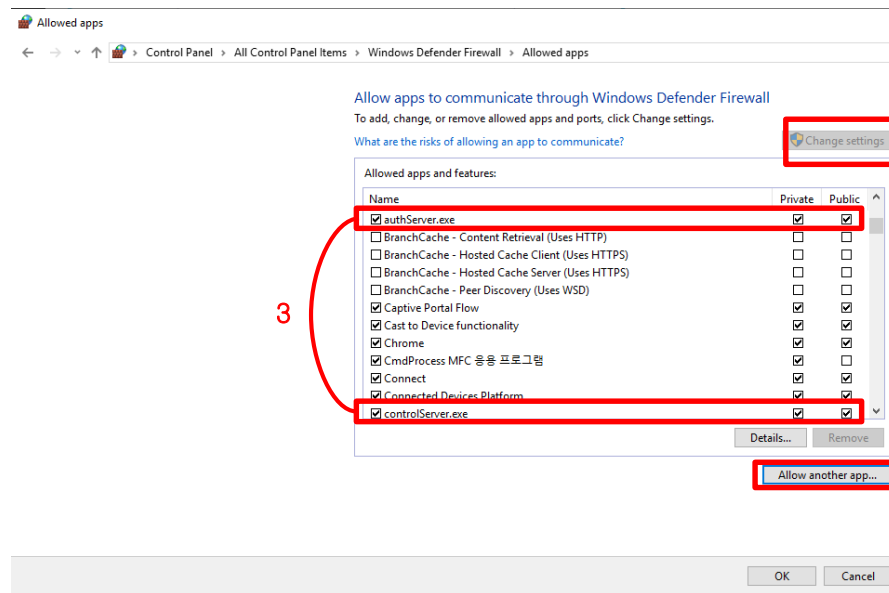 Allowed apps
Control Panel > All Control Panel Items > Windows Defender Firewall > Allowed apps
Allow apps to communicate through Windows Defender Firewall
To add, change, or remove allowed apps and ports, click Change settings.
What are the risks of allowing an app to communicate?
Change settings
Allowed apps and features:
Name Private Public
authServer.exe
BranchCache - Content Retrieval (Uses HTTP)
BranchCache - Hosted Cache Client (Uses HTTPS)
BranchCache - Hosted Cache Server (Uses HTTPS)
BranchCache - Peer Discovery (Uses WSD)
Captive Portal Flow
3
Cast to Device functionality
Chrome
CmdProcess MFC 응용 프로그램
Connect
Connected Devices Platform
controlServer.exe
Details... Remove
Allow another app...
OK Cancel